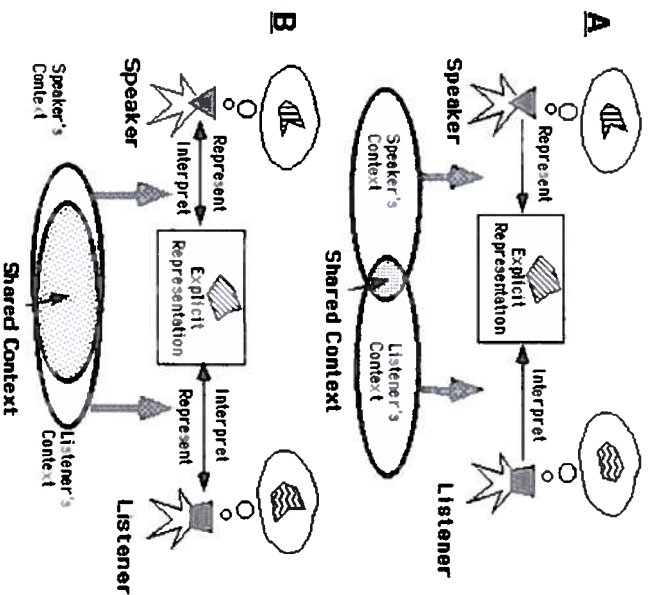 A
Represent
Interpret
Explicit
Representation
Speaker
Listener
Speaker's
Context
Listener's
Context
Shared Context
B
Represent
Interpret
Interpret
Represent
Explicit
Representation
Speaker
Listener
Speaker's
Context
Listener's
Context
Shared Context